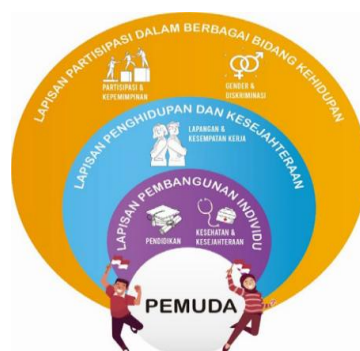 LAPISAN PARTISIPASI DALAM BERBAGAI BIDANG KEHIDUPAN
PARTISIPASI &
KEPEMIMPINAN
GENDER &
DISKRIMINASI
LAPISAN PENGHIDUPAN DAN KESEJAHTERAAN
LAPANGAN &
KESEMPATAN KERJA
LAPISAN PEMBANGUNAN INDIVIDU
PENDIDIKAN
KESEHATAN &
KESEJAHTERAAN
PEMUDA